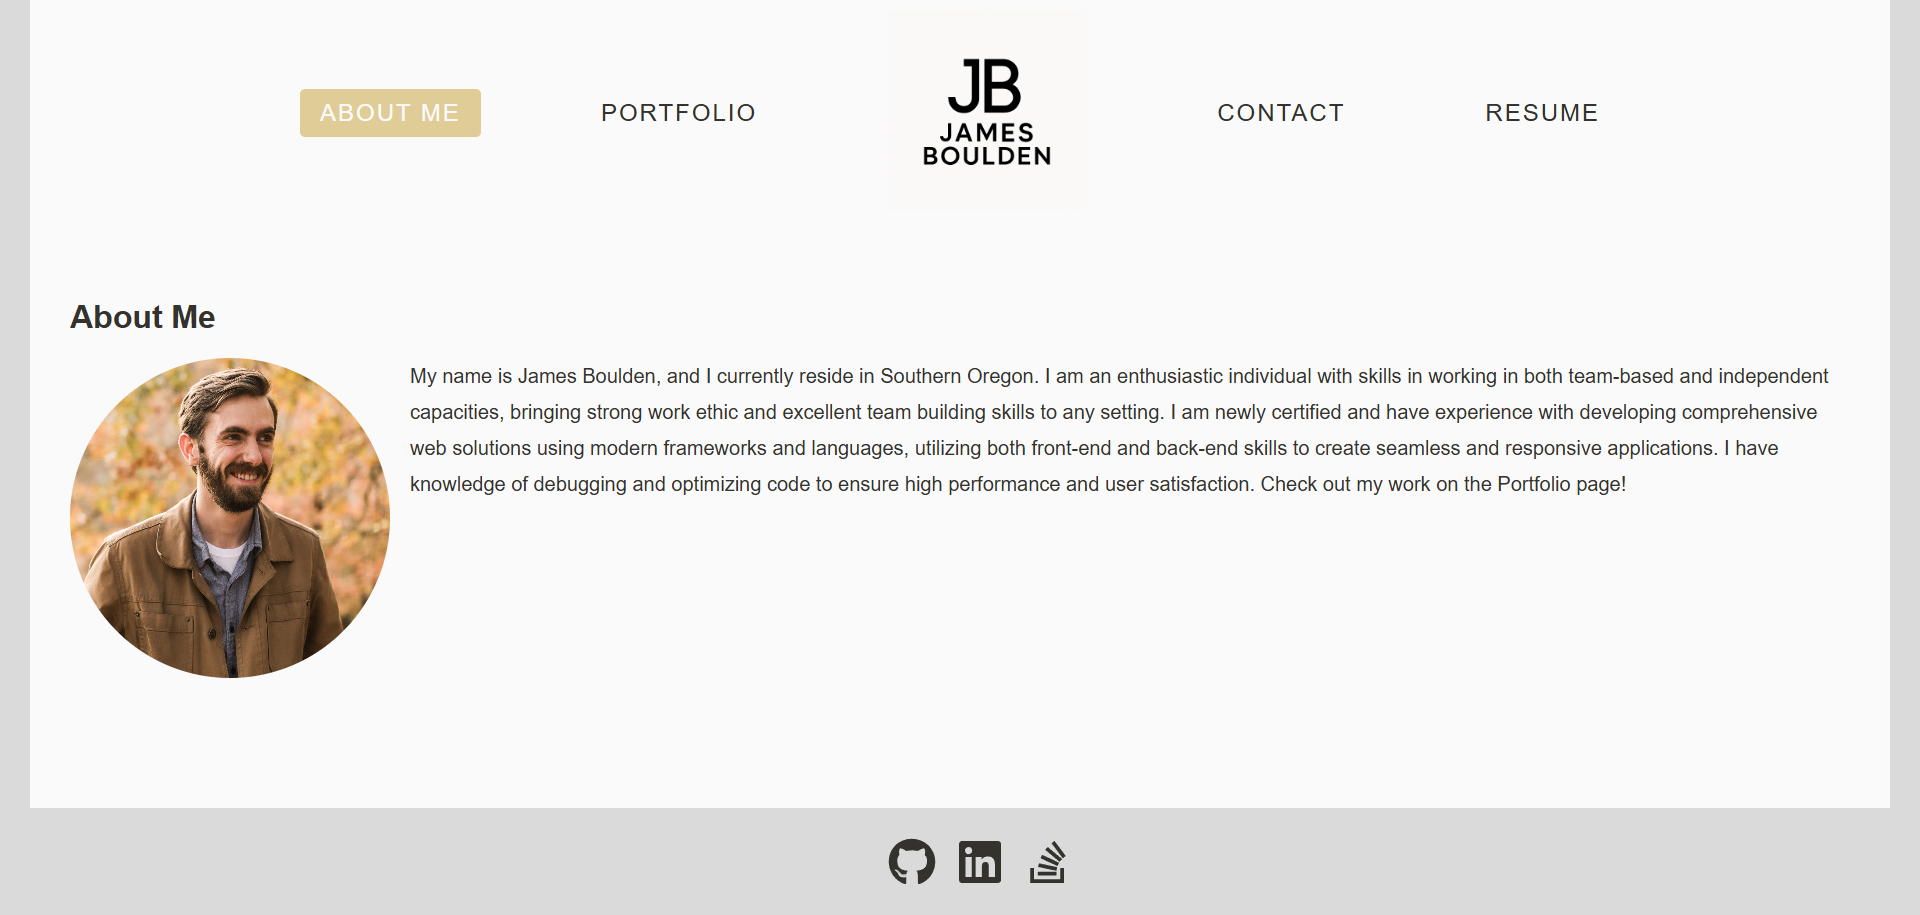 ABOUT ME
PORTFOLIO
JB
JAMES
BOULDEN
CONTACT
RESUME
About Me
My name is James Boulden, and I currently reside in Southern Oregon. I am an enthusiastic individual with skills in working in both team-based and independent
capacities, bringing strong work ethic and excellent team building skills to any setting. I am newly certified and have experience with developing comprehensive
web solutions using modern frameworks and languages, utilizing both front-end and back-end skills to create seamless and responsive applications. I have
knowledge of debugging and optimizing code to ensure high performance and user satisfaction. Check out my work on the Portfolio page!
in